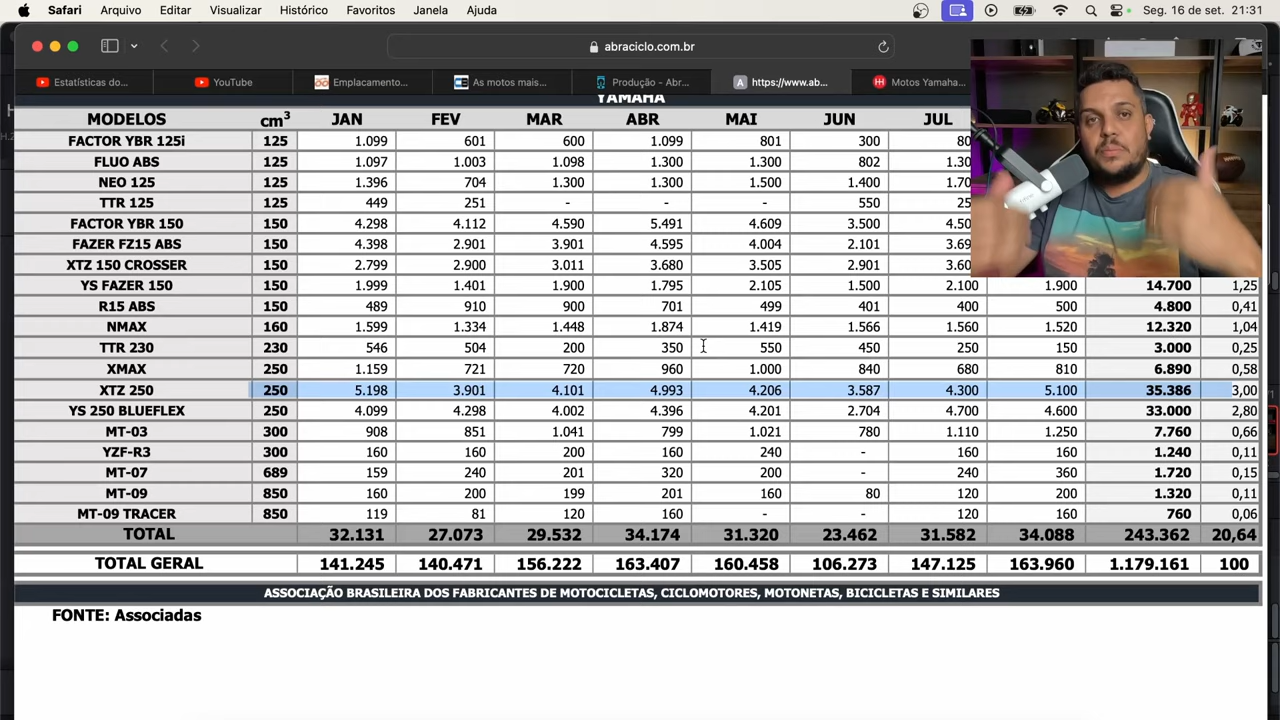 Safari Arquivo Editar Visualizar Histórico Favoritos Janela Ajuda Seg. 16 de set. 21:31
abraciclo.com.br
Estatísticas do... YouTube Emplacamento... As motos mais... Produção - Abr... https://www.ab... Motos Yamaha...
YAMAHA
MODELOS cm³ JAN FEV MAR ABR MAI JUN JUL
FACTOR YBR 125i 125 1.099 601 600 1.099 801 300 80
FLUO ABS 125 1.097 1.003 1.098 1.300 1.300 802 1.30
NEO 125 125 1.396 704 1.300 1.300 1.500 1.400 1.70
TTR 125 125 449 251 - - - 550 25
FACTOR YBR 150 150 4.298 4.112 4.590 5.491 4.609 3.500 4.50
FAZER FZ15 ABS 150 4.398 2.901 3.901 4.595 4.004 2.101 3.69
XTZ 150 CROSSER 150 2.799 2.900 3.011 3.680 3.505 2.901 3.60
YS FAZER 150 150 1.999 1.401 1.900 1.795 2.105 1.500 2.100 1.900 14.700 1,25
R15 ABS 150 489 910 900 701 499 401 400 500 4.800 0,41
NMAX 160 1.599 1.334 1.448 1.874 1.419 1.566 1.560 1.520 12.320 1,04
TTR 230 230 546 504 200 350 550 450 250 150 3.000 0,25
XMAX 250 1.159 721 720 960 1.000 840 680 810 6.890 0,58
XTZ 250 250 5.198 3.901 4.101 4.993 4.206 3.587 4.300 5.100 35.386 3,00
YS 250 BLUEFLEX 250 4.099 4.298 4.002 4.396 4.201 2.704 4.700 4.600 33.000 2,80
MT-03 300 908 851 1.041 799 1.021 780 1.110 1.250 7.760 0,66
YZF-R3 300 160 160 200 160 240 - 160 160 1.240 0,11
MT-07 689 159 240 201 320 200 - 240 360 1.720 0,15
MT-09 850 160 200 199 201 160 80 120 200 1.320 0,11
MT-09 TRACER 850 119 81 120 160 - - 120 160 760 0,06
TOTAL 32.131 27.073 29.532 34.174 31.320 23.462 31.582 34.088 243.362 20,64
TOTAL GERAL 141.245 140.471 156.222 163.407 160.458 106.273 147.125 163.960 1.179.161 100
ASSOCIAÇÃO BRASILEIRA DOS FABRICANTES DE MOTOCICLETAS, CICLOMOTORES, MOTONETAS, BICICLETAS E SIMILARES
FONTE: Associadas